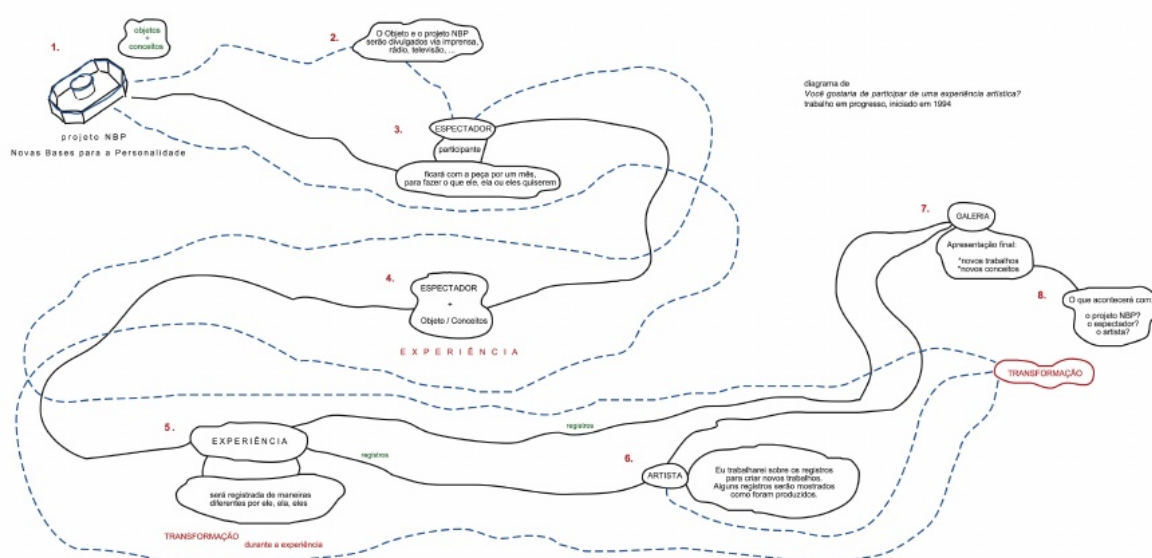 1.
objetos
+
conceitos
projeto NBP
Novas Bases para a Personalidade
2.
O Objeto e o projeto NBP
serão divulgados via imprensa,
rádio, televisão, ...
diagrama de
Você gostaria de participar de uma experiência artística?
trabalho em progresso, iniciado em 1994
3.
ESPECTADOR
participante
ficará com a peça por um mês,
para fazer o que ele, ela ou eles quiserem
4.
ESPECTADOR
+
Objeto / Conceitos
EXPERIÊNCIA
5.
EXPERIÊNCIA
será registrada de maneiras
diferentes por ele, ela, eles
TRANSFORMAÇÃO durante a experiência
registros
registros
6.
ARTISTA
Eu trabalharei sobre os registros
para criar novos trabalhos.
Alguns registros serão mostrados
como foram produzidos.
7.
GALERIA
Apresentação final:
*novos trabalhos
*novos conceitos
8.
O que acontecerá com:
o projeto NBP?
o espectador?
o artista?
TRANSFORMAÇÃO